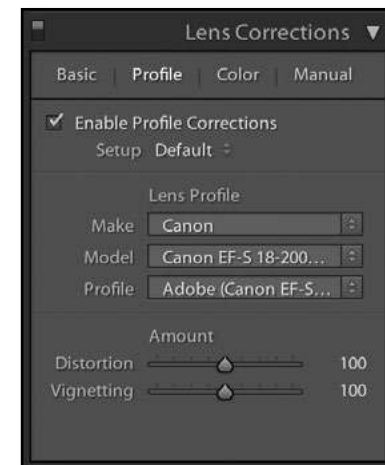 Lens Corrections
Basic Profile Color Manual
Enable Profile Corrections
Setup Default
Lens Profile
Make Canon
Model Canon EF-S 18-200...
Profile Adobe (Canon EF-S...
Amount
Distortion 100
Vignetting 100